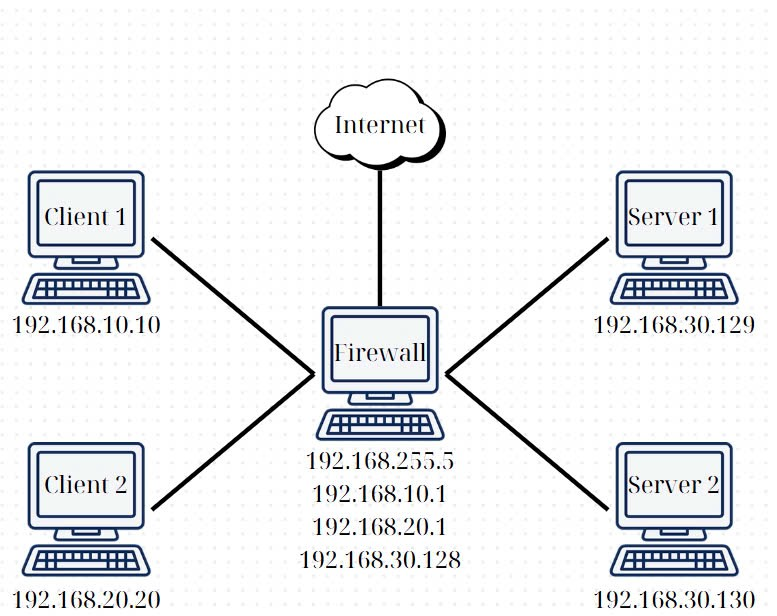 Internet
Client 1
192.168.10.10
Server 1
192.168.30.129
Firewall
192.168.255.5
192.168.10.1
192.168.20.1
192.168.30.128
Client 2
192.168.20.20
Server 2
192.168.30.130